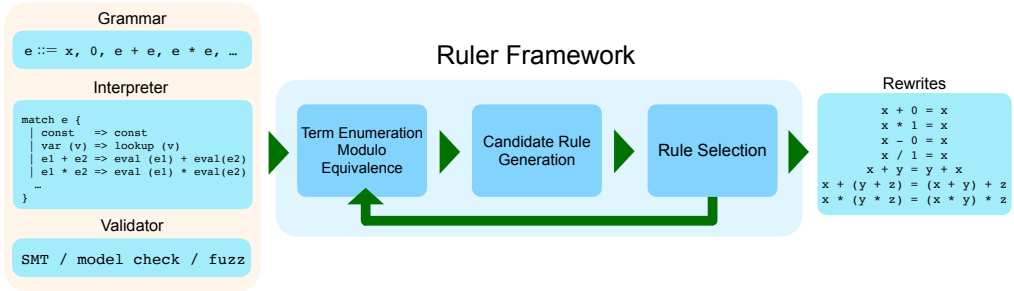 Grammar
e ::= x, 0, e + e, e * e, …
Interpreter
match e {
| const => const
| var (v) => lookup (v)
| e1 + e2 => eval (e1) + eval(e2)
| e1 * e2 => eval (e1) * eval(e2)
…
}
Validator
SMT / model check / fuzz
Ruler Framework
Term Enumeration
Modulo
Equivalence
Candidate Rule
Generation
Rule Selection
Rewrites
x + 0 = x
x * 1 = x
x - 0 = x
x / 1 = x
x + y = y + x
x + (y + z) = (x + y) + z
x * (y * z) = (x * y) * z